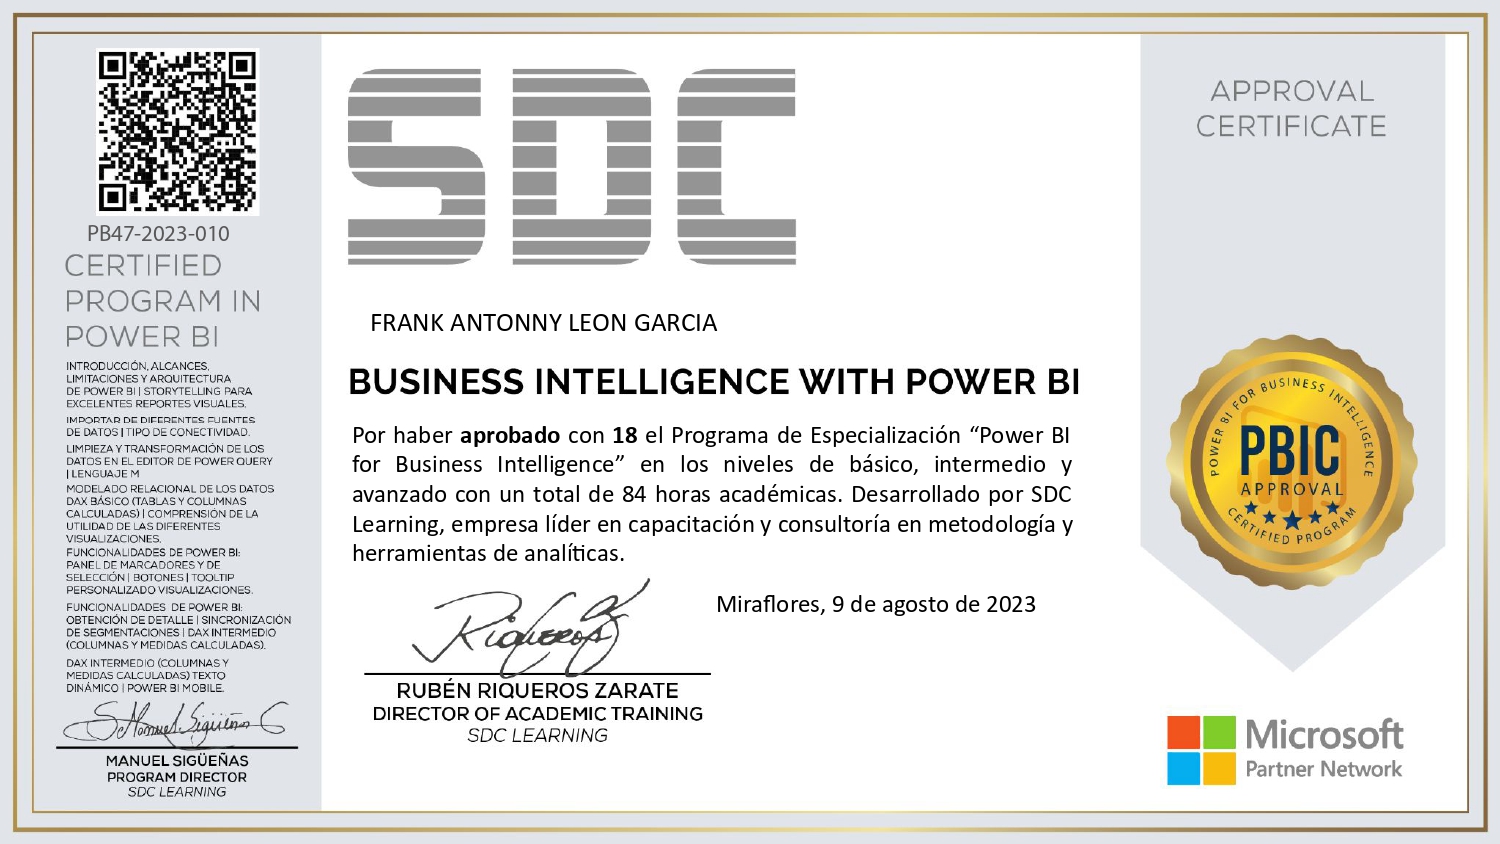 PB47-2023-010
CERTIFIED
PROGRAM IN
POWER BI
INTRODUCCIÓN, ALCANCES,
LIMITACIONES Y ARQUITECTURA
DE POWER BI | STORYTELLING PARA
EXCELENTES REPORTES VISUALES.
IMPORTAR DE DIFERENTES FUENTES
DE DATOS | TIPO DE CONECTIVIDAD.
LIMPIEZA Y TRANSFORMACIÓN DE LOS
DATOS EN EL EDITOR DE POWER QUERY
| LENGUAJE M
MODELADO RELACIONAL DE LOS DATOS
DAX BÁSICO (TABLAS Y COLUMNAS
CALCULADAS) | COMPRENSIÓN DE LA
UTILIDAD DE LAS DIFERENTES
VISUALIZACIONES.
FUNCIONALIDADES DE POWER BI:
PANEL DE MARCADORES Y DE
SELECCIÓN | BOTONES | TOOLTIP
PERSONALIZADO VISUALIZACIONES.
FUNCIONALIDADES DE POWER BI:
OBTENCIÓN DE DETALLE | SINCRONIZACIÓN
DE SEGMENTACIONES | DAX INTERMEDIO
(COLUMNAS Y MEDIDAS CALCULADAS).
DAX INTERMEDIO (COLUMNAS Y
MEDIDAS CALCULADAS) TEXTO
DINÁMICO | POWER BI MOBILE.
MANUEL SIGÜEÑAS
PROGRAM DIRECTOR
SDC LEARNING
SDC
FRANK ANTONNY LEON GARCIA
BUSINESS INTELLIGENCE WITH POWER BI
Por haber aprobado con 18 el Programa de Especialización “Power BI
for Business Intelligence” en los niveles de básico, intermedio y
avanzado con un total de 84 horas académicas. Desarrollado por SDC
Learning, empresa líder en capacitación y consultoría en metodología y
herramientas de analíticas.
Miraflores, 9 de agosto de 2023
Riqueros
RUBÉN RIQUEROS ZARATE
DIRECTOR OF ACADEMIC TRAINING
SDC LEARNING
APPROVAL
CERTIFICATE
POWER BI FOR BUSINESS INTELLIGENCE
PBIC
APPROVAL
CERTIFIED PROGRAM
Microsoft
Partner Network